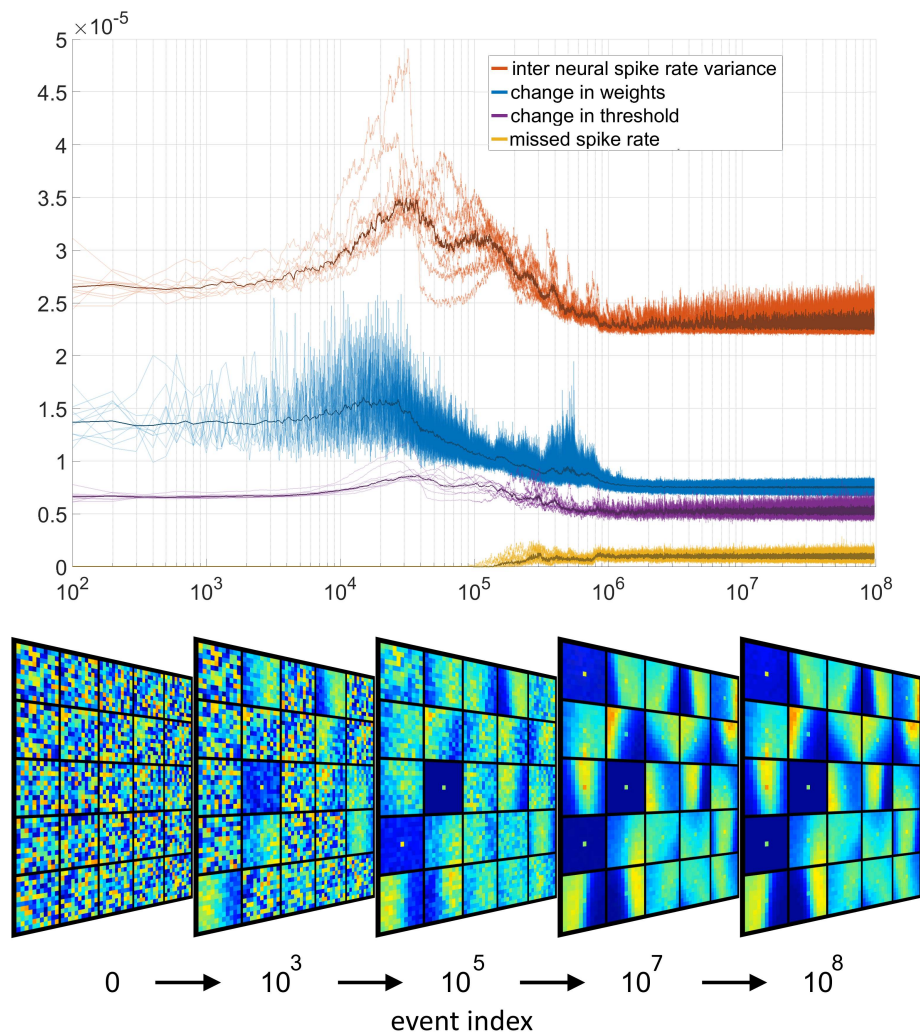 ×10⁻⁵
5
4.5
4
3.5
3
2.5
2
1.5
1
0.5
0
inter neural spike rate variance
change in weights
change in threshold
missed spike rate
10² 10³ 10⁴ 10⁵ 10⁶ 10⁷ 10⁸
0 → 10³ → 10⁵ → 10⁷ → 10⁸
event index